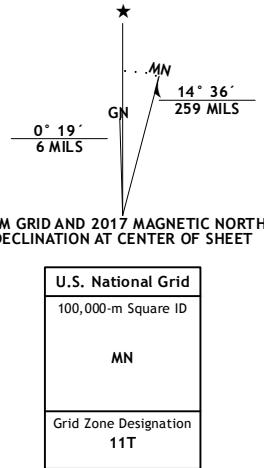 MN
GN
14° 36´
259 MILS
0° 19´
6 MILS
M GRID AND 2017 MAGNETIC NORTH
DECLINATION AT CENTER OF SHEET
U.S. National Grid
100,000-m Square ID
MN
Grid Zone Designation
11T